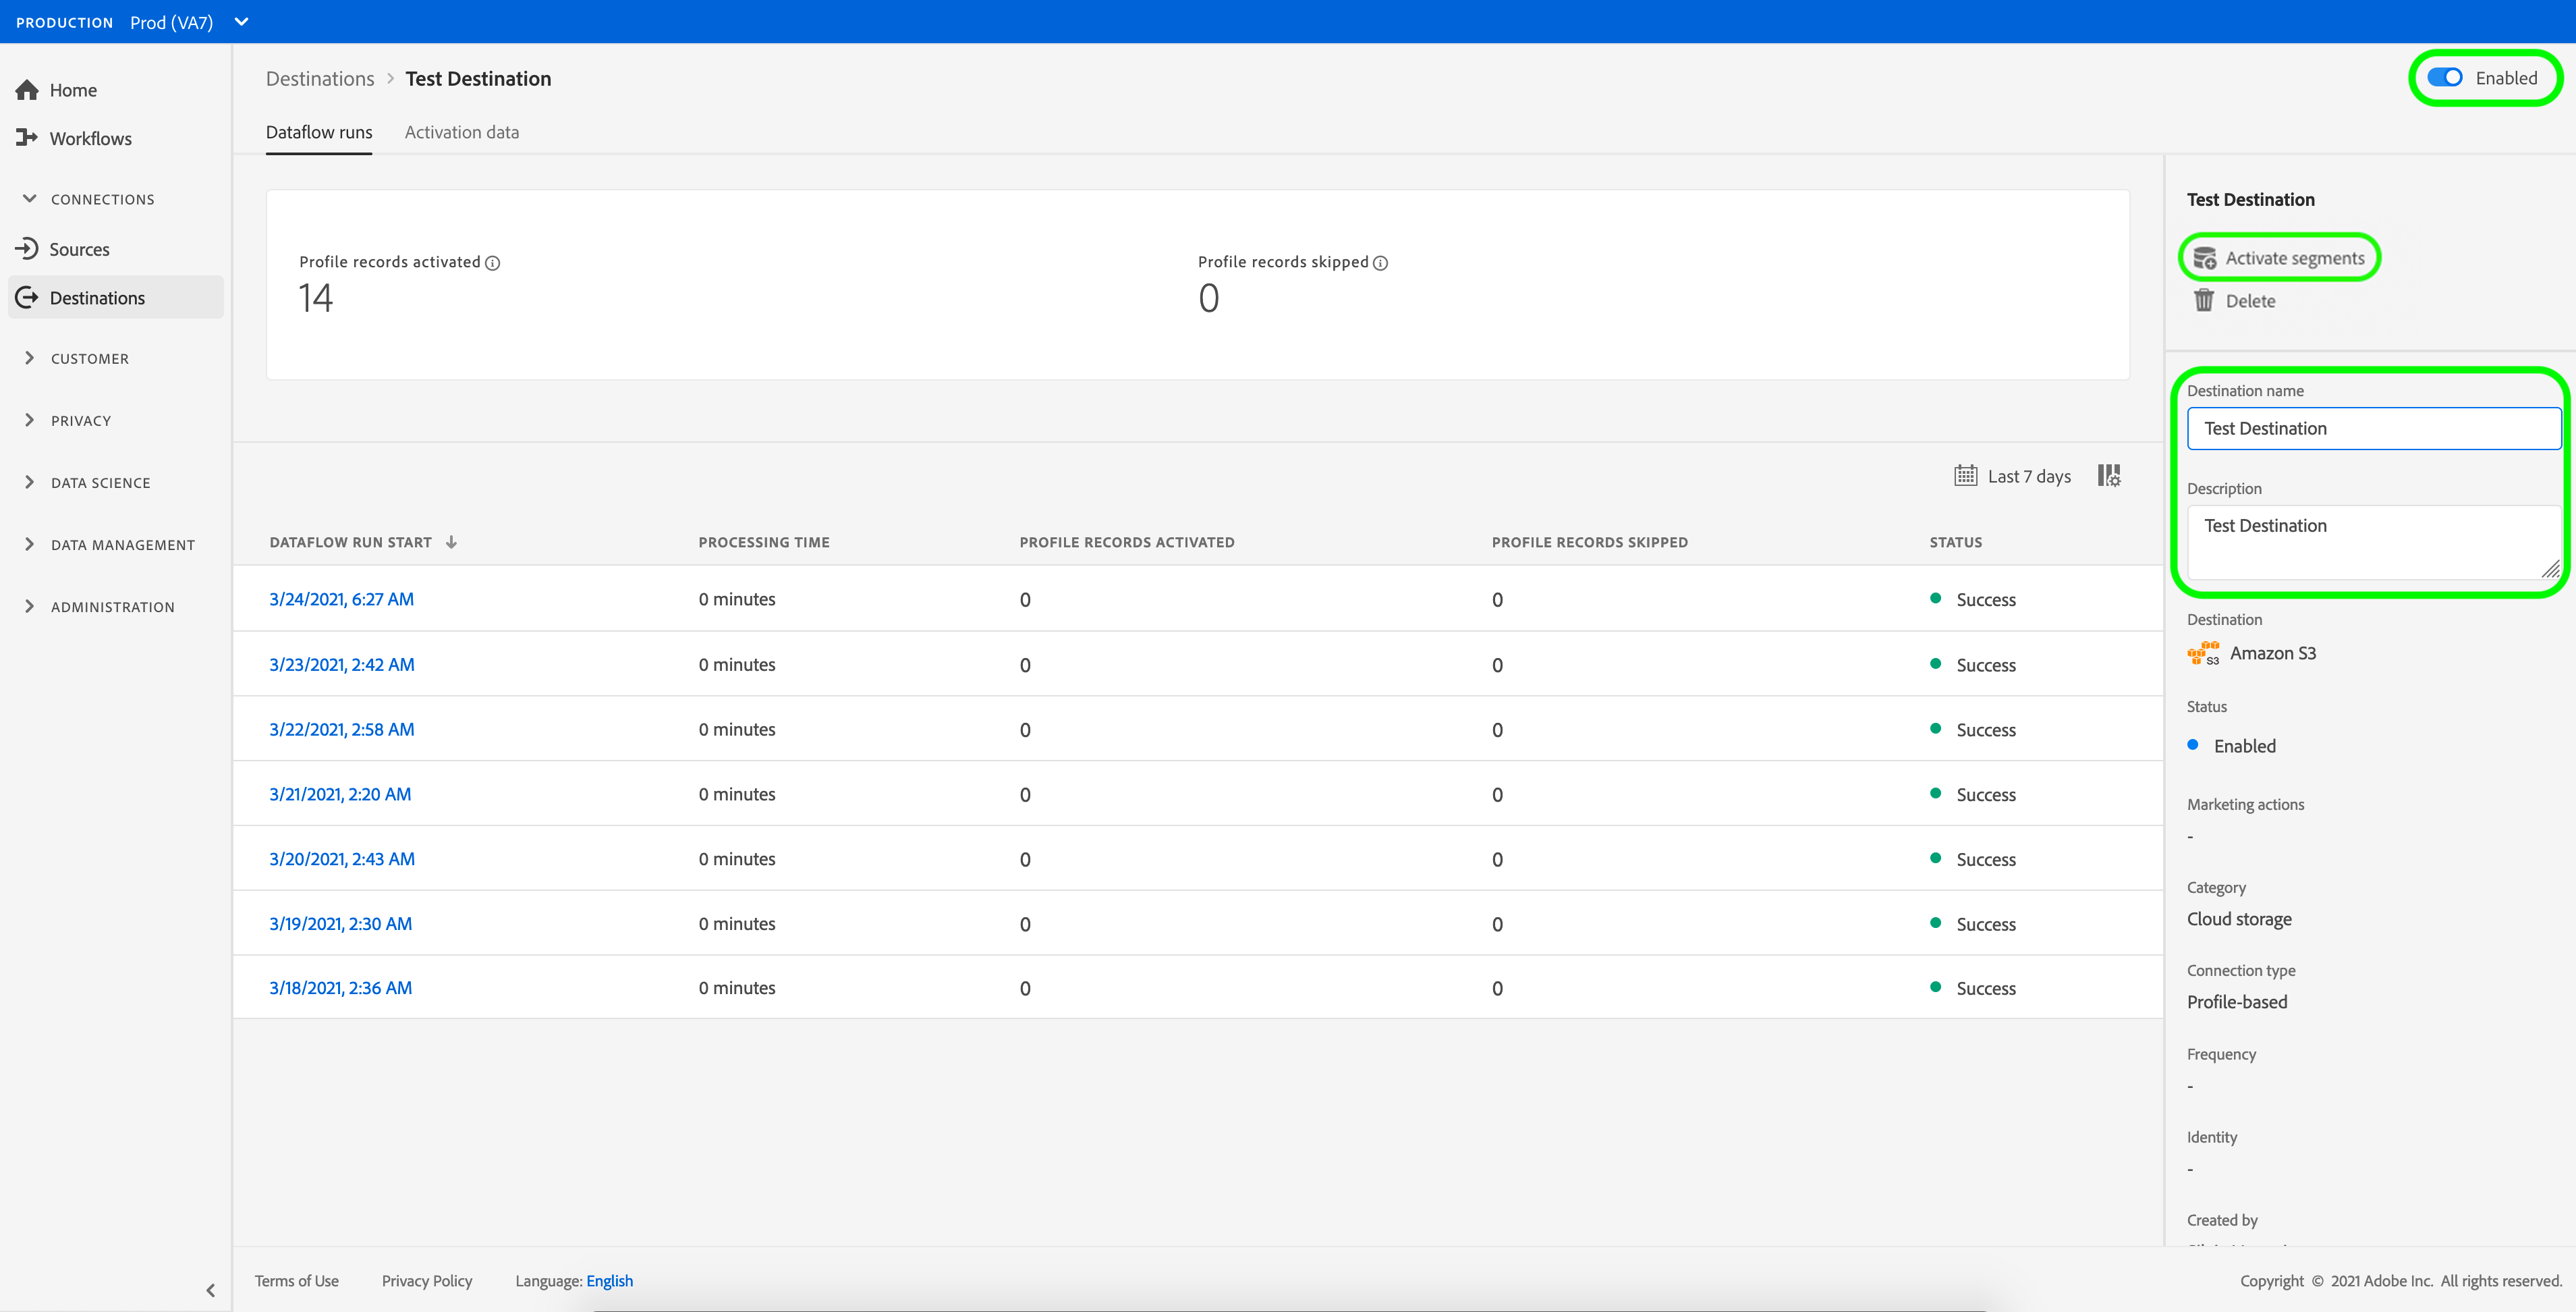 PRODUCTION Prod (VA7)
Home
Workflows
CONNECTIONS
Sources
Destinations
CUSTOMER
PRIVACY
DATA SCIENCE
DATA MANAGEMENT
ADMINISTRATION
Destinations > Test Destination
Enabled
Dataflow runs Activation data
Profile records activated
14
Profile records skipped
0
Last 7 days
DATAFLOW RUN START PROCESSING TIME PROFILE RECORDS ACTIVATED PROFILE RECORDS SKIPPED STATUS
3/24/2021, 6:27 AM 0 minutes 0 0 Success
3/23/2021, 2:42 AM 0 minutes 0 0 Success
3/22/2021, 2:58 AM 0 minutes 0 0 Success
3/21/2021, 2:20 AM 0 minutes 0 0 Success
3/20/2021, 2:43 AM 0 minutes 0 0 Success
3/19/2021, 2:30 AM 0 minutes 0 0 Success
3/18/2021, 2:36 AM 0 minutes 0 0 Success
Test Destination
Activate segments
Delete
Destination name
Test Destination
Description
Test Destination
Destination
S3 Amazon S3
Status
Enabled
Marketing actions
-
Category
Cloud storage
Connection type
Profile-based
Frequency
-
Identity
-
Created by
Terms of Use Privacy Policy Language: English
Copyright © 2021 Adobe Inc. All rights reserved.